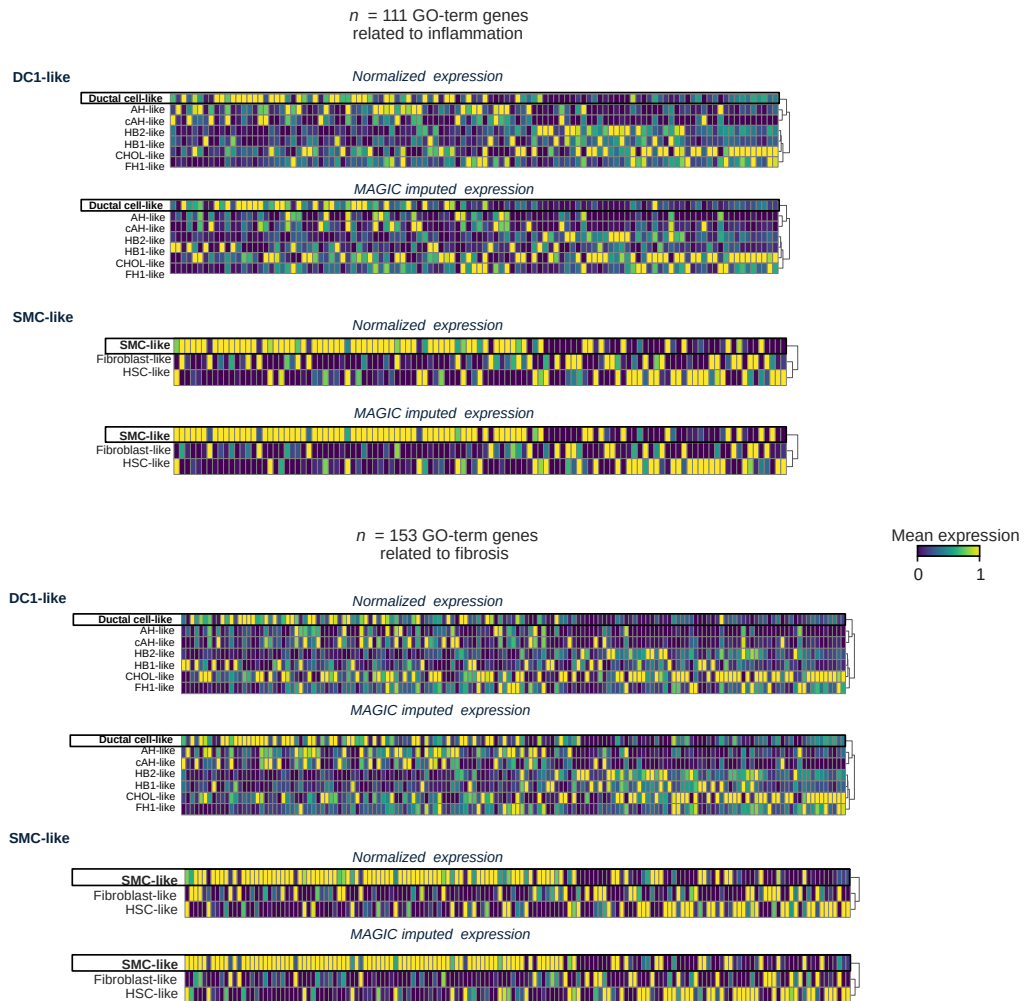 n = 111 GO-term genes
related to inflammation
DC1-like
Normalized expression
Ductal cell-like
AH-like
cAH-like
HB2-like
HB1-like
CHOL-like
FH1-like
MAGIC imputed expression
Ductal cell-like
AH-like
cAH-like
HB2-like
HB1-like
CHOL-like
FH1-like
SMC-like
Normalized expression
SMC-like
Fibroblast-like
HSC-like
MAGIC imputed expression
SMC-like
Fibroblast-like
HSC-like
n = 153 GO-term genes
related to fibrosis
Mean expression
0 1
DC1-like
Normalized expression
Ductal cell-like
AH-like
cAH-like
HB2-like
HB1-like
CHOL-like
FH1-like
MAGIC imputed expression
Ductal cell-like
AH-like
cAH-like
HB2-like
HB1-like
CHOL-like
FH1-like
SMC-like
Normalized expression
SMC-like
Fibroblast-like
HSC-like
MAGIC imputed expression
SMC-like
Fibroblast-like
HSC-like